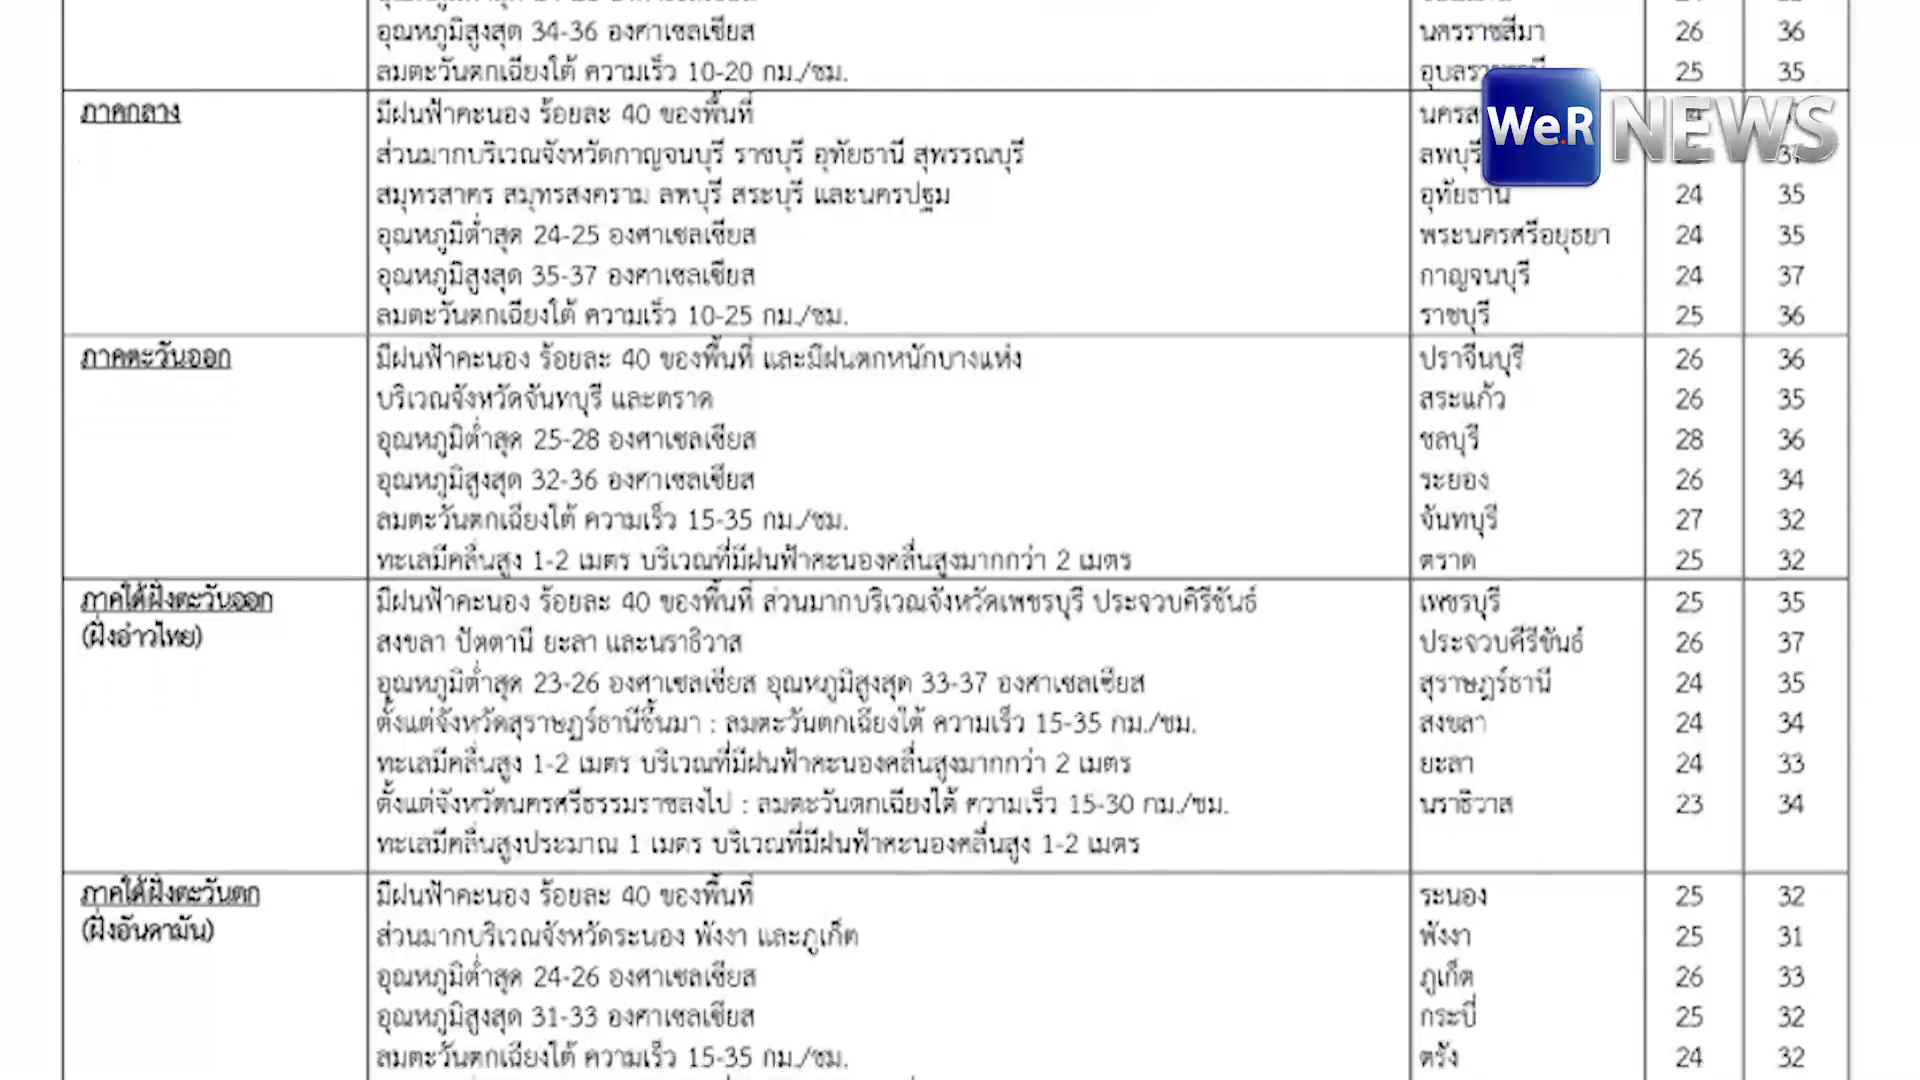 อุณหภูมิสูงสุด 34-36 องศาเซลเซียส นครราชสีมา 26 36
ลมตะวันตกเฉียงใต้ ความเร็ว 10-20 กม./ชม. 25 35
ภาคกลาง มีฝนฟ้าคะนอง ร้อยละ 40 ของพื้นที่
ส่วนมากบริเวณจังหวัดกาญจนบุรี ราชบุรี อุทัยธานี สุพรรณบุรี ลพบุรี
WeR NEWS
สมุทรสาคร สมุทรสงคราม ลพบุรี สระบุรี และนครปฐม อุทัยธานี 24 35
อุณหภูมิต่ำสุด 24-25 องศาเซลเซียส พระนครศรีอยุธยา 24 35
อุณหภูมิสูงสุด 35-37 องศาเซลเซียส กาญจนบุรี 24 37
ลมตะวันตกเฉียงใต้ ความเร็ว 10-25 กม./ชม. ราชบุรี 25 36
ภาคตะวันออก มีฝนฟ้าคะนอง ร้อยละ 40 ของพื้นที่ และมีฝนตกหนักบางแห่ง ปราจีนบุรี 26 36
บริเวณจังหวัดจันทบุรี และตราด สระแก้ว 26 35
อุณหภูมิต่ำสุด 25-28 องศาเซลเซียส ชลบุรี 28 36
อุณหภูมิสูงสุด 32-36 องศาเซลเซียส ระยอง 26 34
ลมตะวันตกเฉียงใต้ ความเร็ว 15-35 กม./ชม. จันทบุรี 27 32
ทะเลมีคลื่นสูง 1-2 เมตร บริเวณที่มีฝนฟ้าคะนองคลื่นสูงมากกว่า 2 เมตร ตราด 25 32
ภาคใต้ฝั่งตะวันออก มีฝนฟ้าคะนอง ร้อยละ 40 ของพื้นที่ ส่วนมากบริเวณจังหวัดเพชรบุรี ประจวบคีรีขันธ์ เพชรบุรี 25 35
(ฝั่งอ่าวไทย) สงขลา ปัตตานี ยะลา และนราธิวาส ประจวบคีรีขันธ์ 26 37
อุณหภูมิต่ำสุด 23-26 องศาเซลเซียส อุณหภูมิสูงสุด 33-37 องศาเซลเซียส สุราษฎร์ธานี 24 35
ตั้งแต่จังหวัดสุราษฎร์ธานีขึ้นมา : ลมตะวันตกเฉียงใต้ ความเร็ว 15-35 กม./ชม. สงขลา 24 34
ทะเลมีคลื่นสูง 1-2 เมตร บริเวณที่มีฝนฟ้าคะนองคลื่นสูงมากกว่า 2 เมตร ยะลา 24 33
ตั้งแต่จังหวัดนครศรีธรรมราชลงไป : ลมตะวันตกเฉียงใต้ ความเร็ว 15-30 กม./ชม. นราธิวาส 23 34
ทะเลมีคลื่นสูงประมาณ 1 เมตร บริเวณที่มีฝนฟ้าคะนองคลื่นสูง 1-2 เมตร
ภาคใต้ฝั่งตะวันตก มีฝนฟ้าคะนอง ร้อยละ 40 ของพื้นที่ ระนอง 25 32
(ฝั่งอันดามัน) ส่วนมากบริเวณจังหวัดระนอง พังงา และภูเก็ต พังงา 25 31
อุณหภูมิต่ำสุด 24-26 องศาเซลเซียส ภูเก็ต 26 33
อุณหภูมิสูงสุด 31-33 องศาเซลเซียส กระบี่ 25 32
ลมตะวันตกเฉียงใต้ ความเร็ว 15-35 กม./ชม. ตรัง 24 32